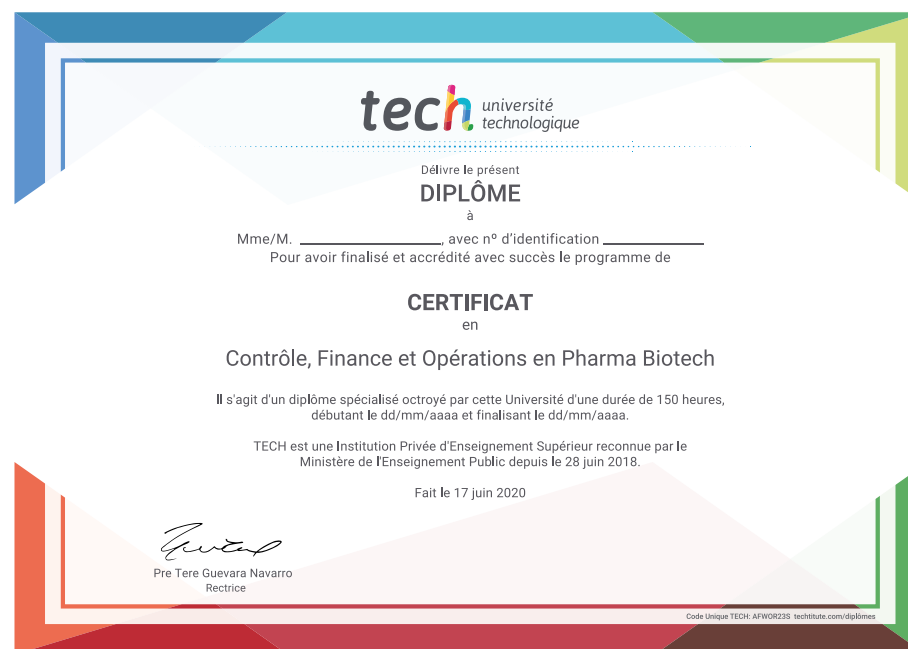 tech université
technologique
Délivre le présent
DIPLÔME
à
Mme/M. ____________________, avec nº d'identification ______________
Pour avoir finalisé et accrédité avec succès le programme de
CERTIFICAT
en
Contrôle, Finance et Opérations en Pharma Biotech
Il s'agit d'un diplôme spécialisé octroyé par cette Université d'une durée de 150 heures,
débutant le dd/mm/aaaa et finalisant le dd/mm/aaaa.
TECH est une Institution Privée d'Enseignement Supérieur reconnue par le
Ministère de l'Enseignement Public depuis le 28 juin 2018.
Fait le 17 juin 2020
Pre Tere Guevara Navarro
Rectrice
Code Unique TECH: AFWOR23S techtitute.com/diplômes